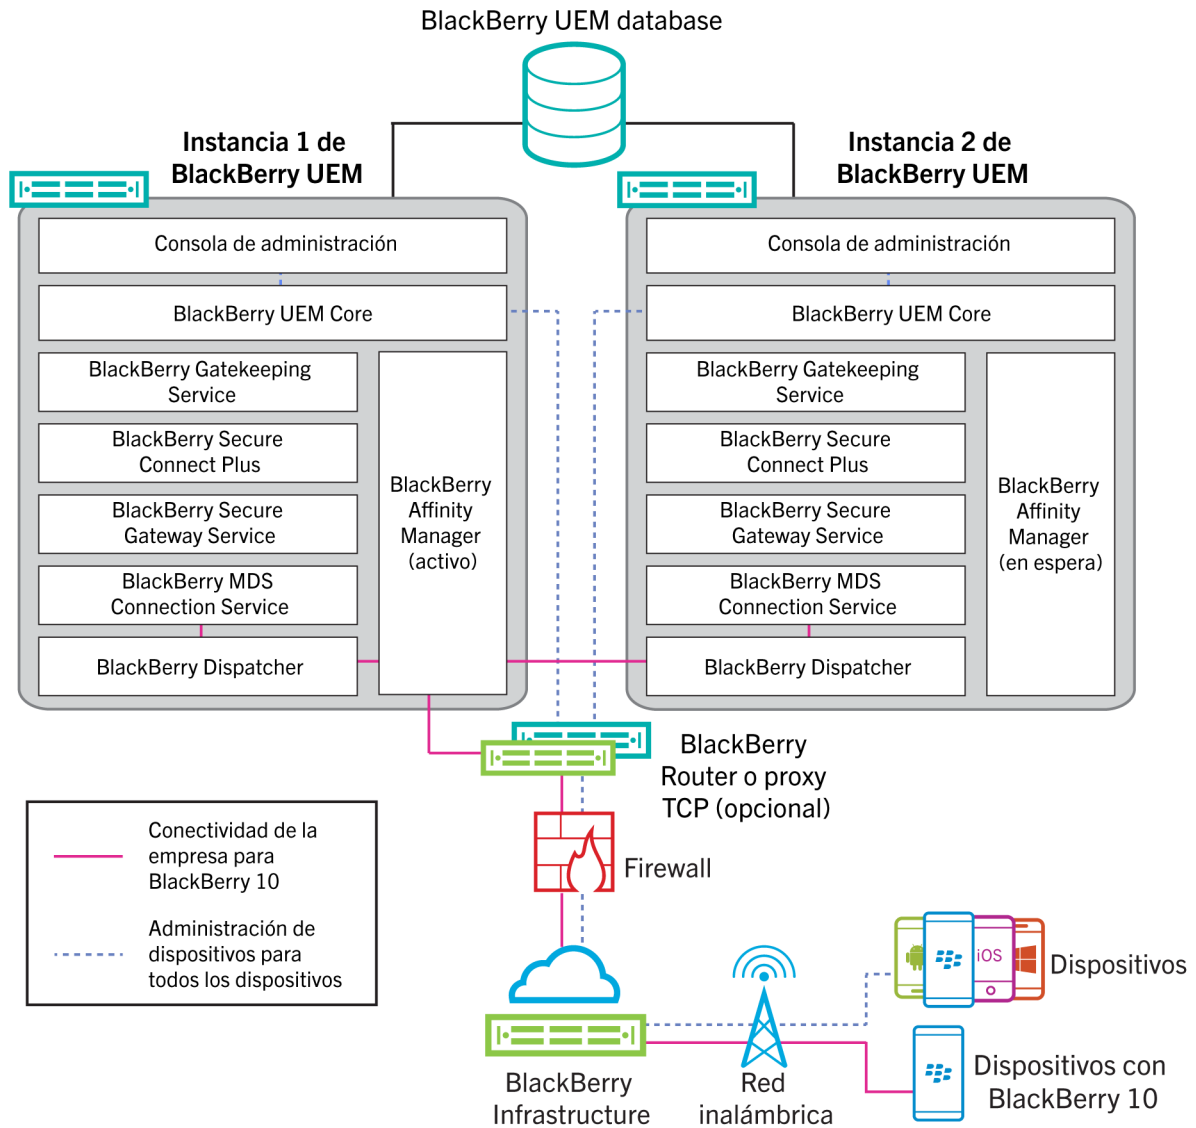 BlackBerry UEM database
Instancia 1 de
BlackBerry UEM
Instancia 2 de
BlackBerry UEM
Consola de administración
BlackBerry UEM Core
BlackBerry Gatekeeping
Service
BlackBerry Secure
Connect Plus
BlackBerry Secure
Gateway Service
BlackBerry MDS
Connection Service
BlackBerry Dispatcher
BlackBerry
Affinity
Manager
(activo)
Consola de administración
BlackBerry UEM Core
BlackBerry Gatekeeping
Service
BlackBerry Secure
Connect Plus
BlackBerry Secure
Gateway Service
BlackBerry MDS
Connection Service
BlackBerry Dispatcher
BlackBerry
Affinity
Manager
(en espera)
BlackBerry
Router o proxy
TCP (opcional)
Firewall
Conectividad de la
empresa para
BlackBerry 10
Administración de
dispositivos para
todos los dispositivos
iOS
Dispositivos
BlackBerry
Infrastructure
Red
inalámbrica
Dispositivos con
BlackBerry 10